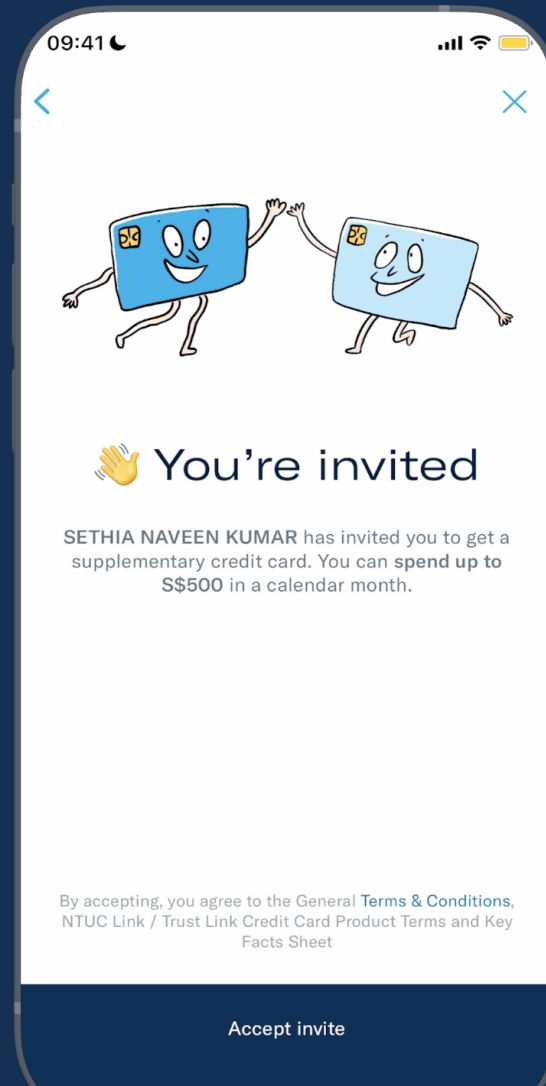 09:41
👋 You're invited
SETHIA NAVEEN KUMAR has invited you to get a
supplementary credit card. You can spend up to
S$500 in a calendar month.
By accepting, you agree to the General Terms & Conditions,
NTUC Link / Trust Link Credit Card Product Terms and Key
Facts Sheet
Accept invite